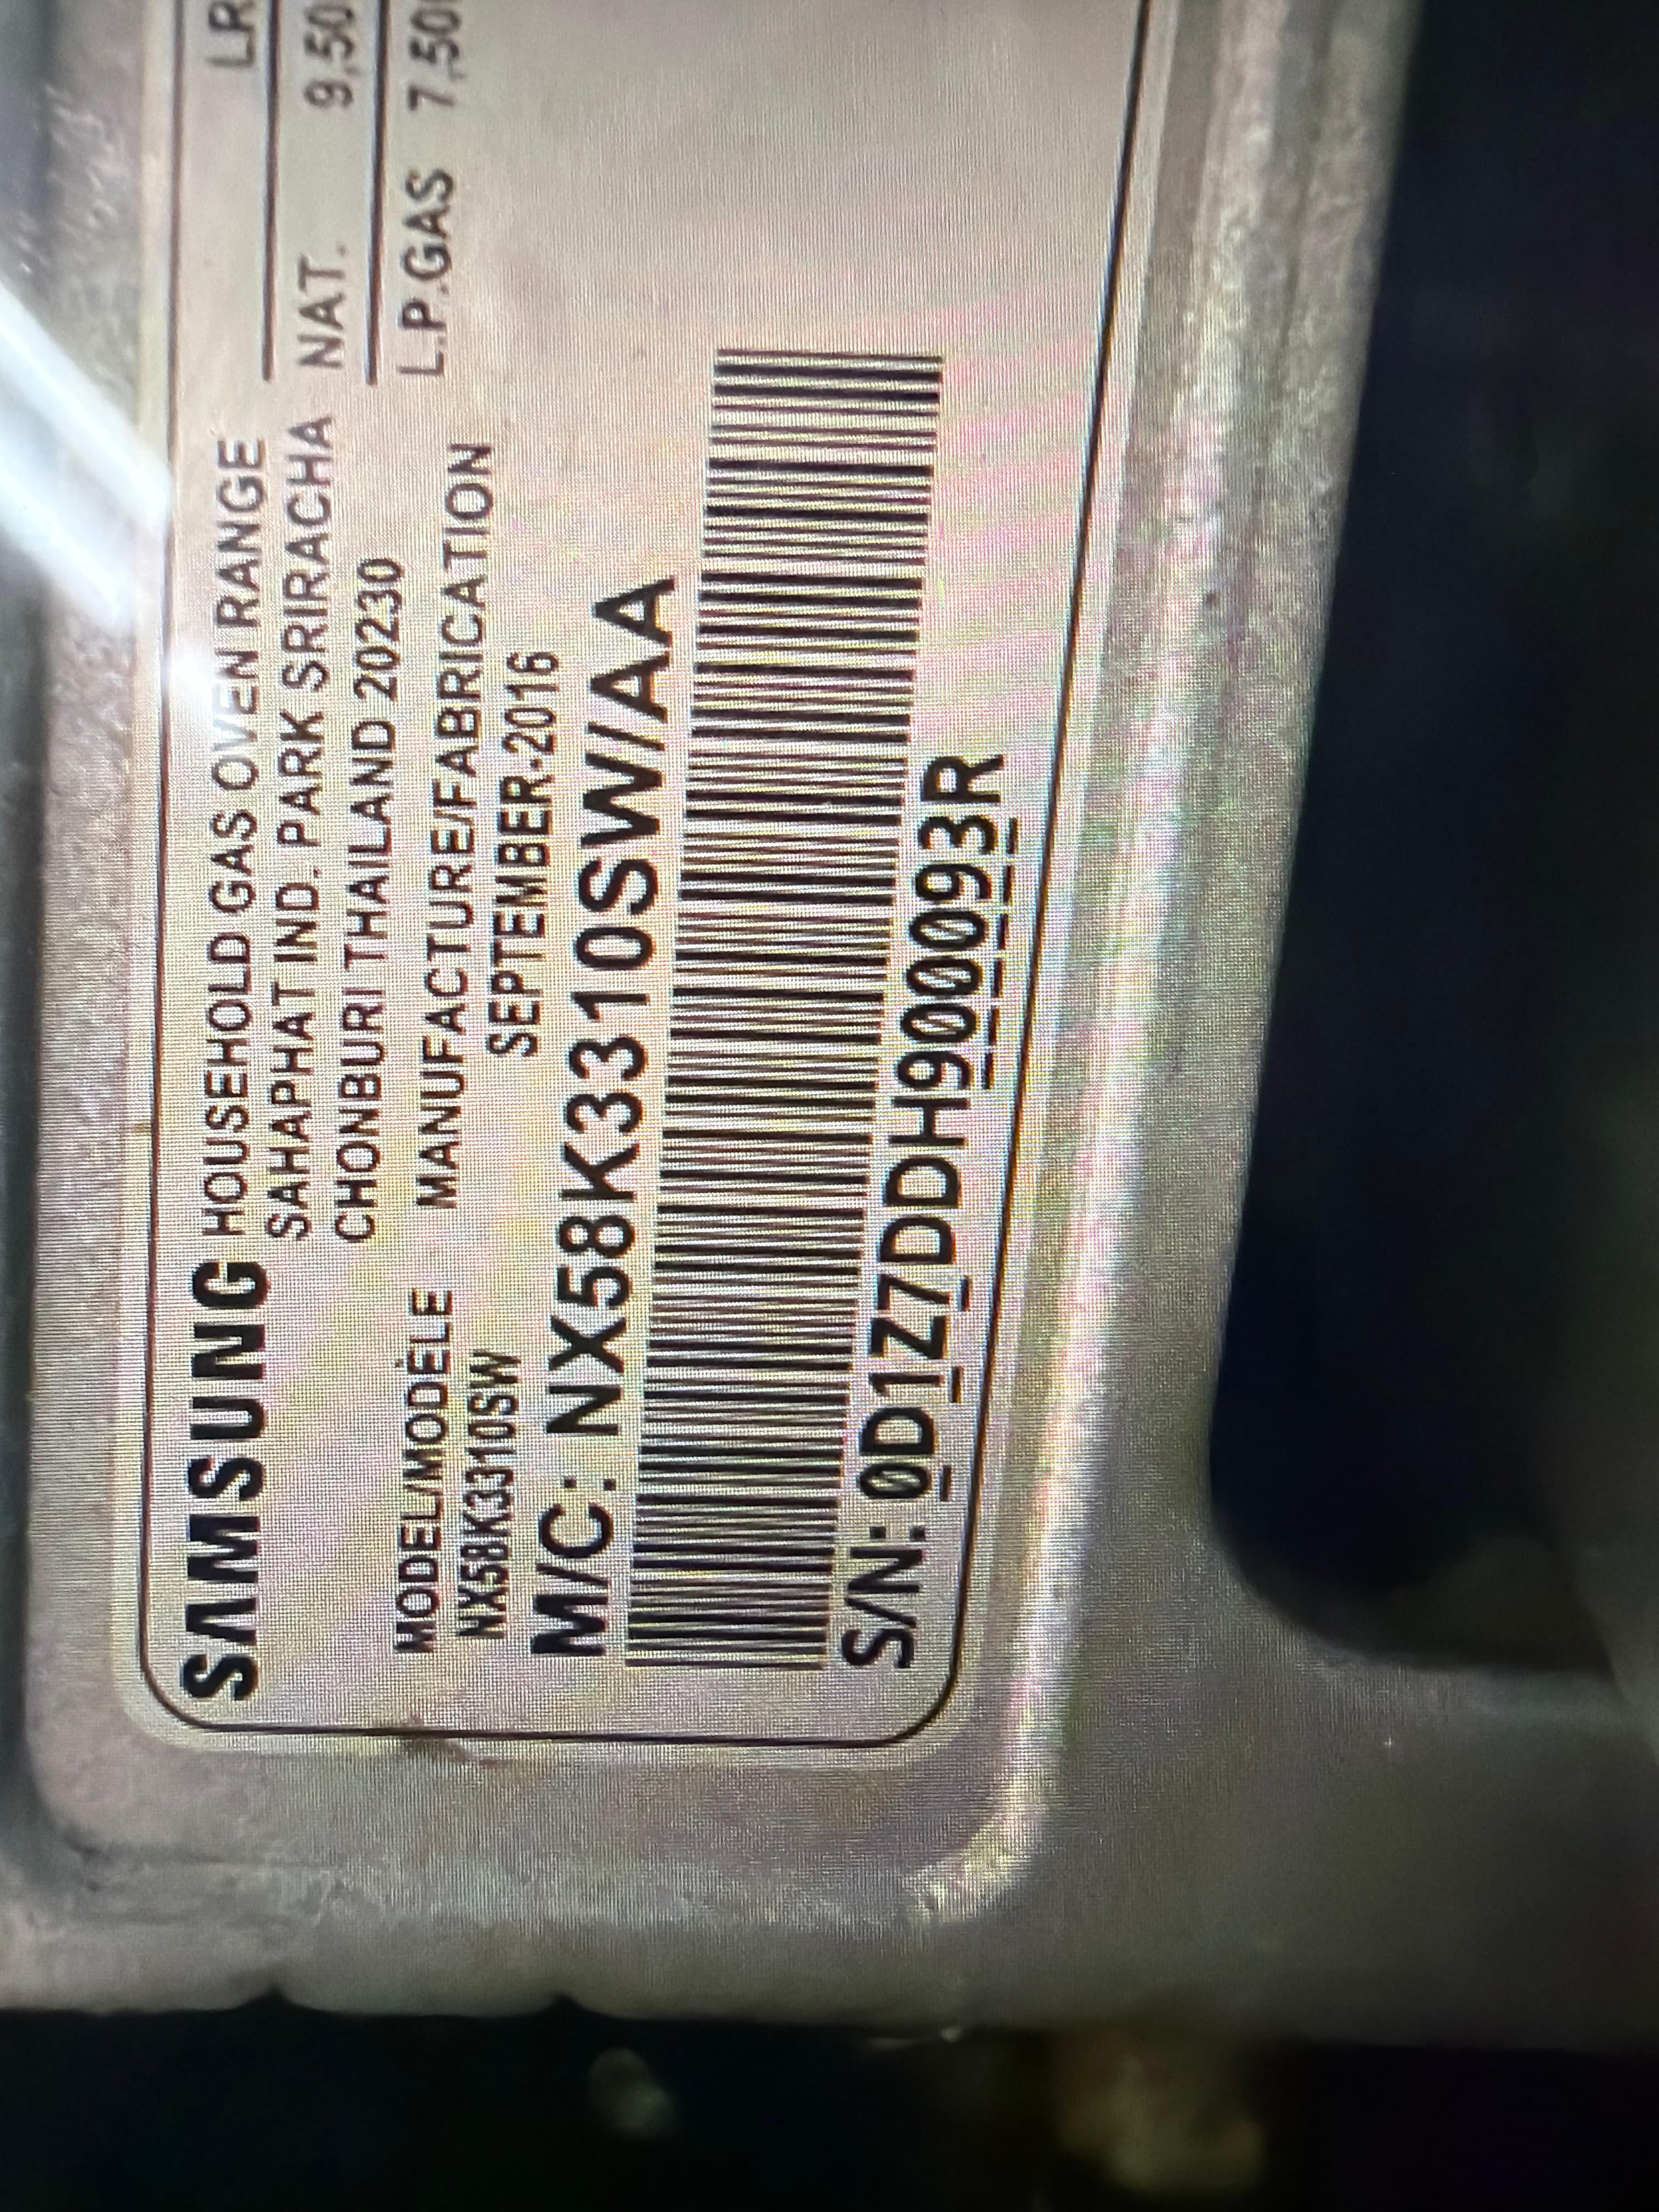 SAMSUNG HOUSEHOLD GAS OVEN RANGE
SAHAPHAT IND. PARK SRIRACHA
CHONBURI THAILAND 20230
MODEL/MODÈLE MANUFACTURE/FABRICATION
NX58K3310SW SEPTEMBER-2016
M/C: NX58K3310SW/AA
S/N: 0D1Z7DDH900093R
LR
NAT. 9,50
L.P.GAS 7,50